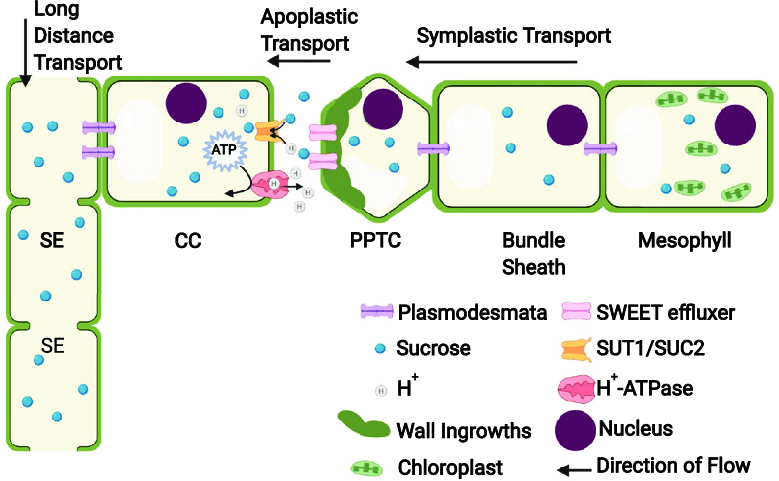 Long
Distance
Transport
Apoplastic
Transport
Symplastic Transport
H
ATP
H
H
H
H
H
SE
CC
PPTC
Bundle
Sheath
Mesophyll
SE
Plasmodesmata
SWEET effluxer
Sucrose
SUT1/SUC2
H
H+
H+-ATPase
Wall Ingrowths
Nucleus
Chloroplast
Direction of Flow